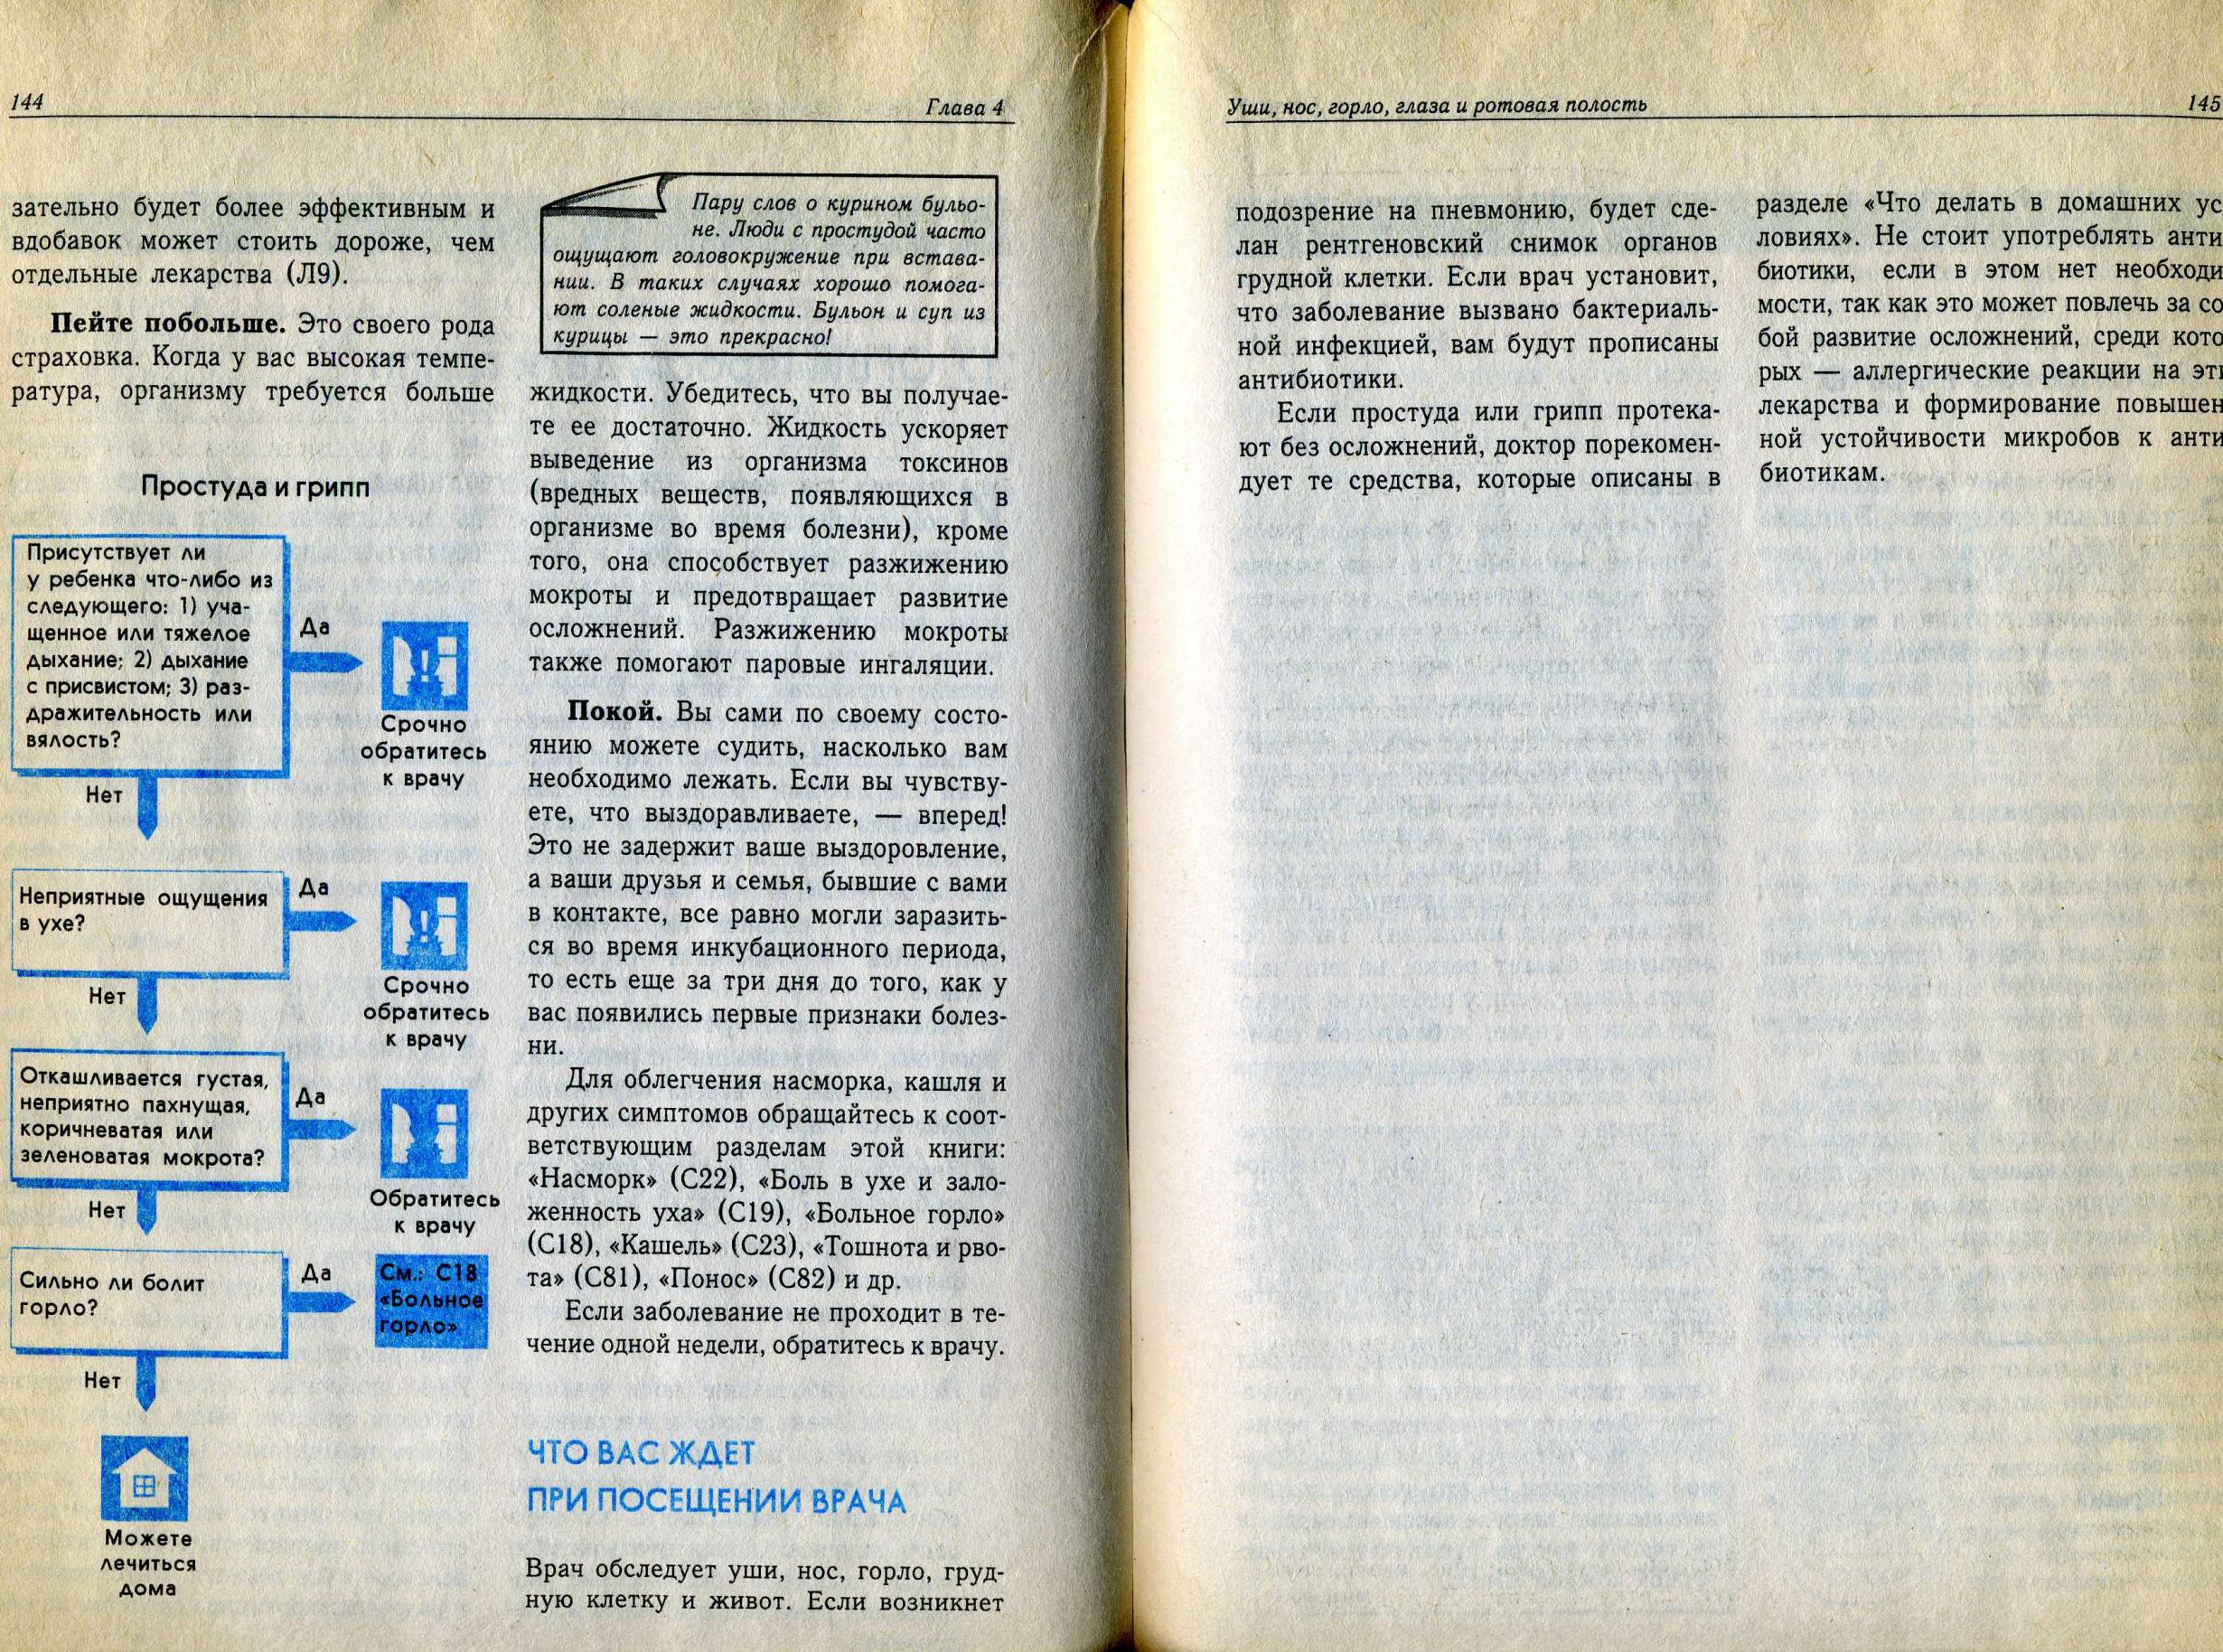 144
Глава 4
зательно будет более эффективным и
вдобавок может стоить дороже, чем
отдельные лекарства (Л9).
Пейте побольше. Это своего рода
страховка. Когда у вас высокая темпе-
ратура, организму требуется больше
Простуда и грипп
Присутствует ли
у ребенка что-либо из
следующего: 1) уча-
щенное или тяжелое
дыхание; 2) дыхание
с присвистом; 3) раз-
дражительность или
вялость?
Да
Срочно
обратитесь
к врачу
Нет
Неприятные ощущения
в ухе?
Да
Срочно
обратитесь
к врачу
Нет
Откашливается густая,
неприятно пахнущая,
коричневатая или
зеленоватая мокрота?
Да
Обратитесь
к врачу
Нет
Сильно ли болит
горло?
Да
См.: С18
«Больное
горло»
Нет
Можете
лечиться
дома
Пару слов о курином бульо-
не. Люди с простудой часто
ощущают головокружение при встава-
нии. В таких случаях хорошо помога-
ют соленые жидкости. Бульон и суп из
курицы — это прекрасно!
жидкости. Убедитесь, что вы получае-
те ее достаточно. Жидкость ускоряет
выведение из организма токсинов
(вредных веществ, появляющихся в
организме во время болезни), кроме
того, она способствует разжижению
мокроты и предотвращает развитие
осложнений. Разжижению мокроты
также помогают паровые ингаляции.
Покой. Вы сами по своему состо-
янию можете судить, насколько вам
необходимо лежать. Если вы чувству-
ете, что выздоравливаете, — вперед!
Это не задержит ваше выздоровление,
а ваши друзья и семья, бывшие с вами
в контакте, все равно могли заразить-
ся во время инкубационного периода,
то есть еще за три дня до того, как у
вас появились первые признаки болез-
ни.
Для облегчения насморка, кашля и
других симптомов обращайтесь к соот-
ветствующим разделам этой книги:
«Насморк» (С22), «Боль в ухе и зало-
женность уха» (С19), «Больное горло»
(С18), «Кашель» (С23), «Тошнота и рво-
та» (С81), «Понос» (С82) и др.
Если заболевание не проходит в те-
чение одной недели, обратитесь к врачу.
ЧТО ВАС ЖДЕТ
ПРИ ПОСЕЩЕНИИ ВРАЧА
Врач обследует уши, нос, горло, груд-
ную клетку и живот. Если возникнет
Уши, нос, горло, глаза и ротовая полость
145
подозрение на пневмонию, будет сде-
лан рентгеновский снимок органов
грудной клетки. Если врач установит,
что заболевание вызвано бактериаль-
ной инфекцией, вам будут прописаны
антибиотики.
Если простуда или грипп протека-
ют без осложнений, доктор порекомен-
дует те средства, которые описаны в
разделе «Что делать в домашних ус
ловиях». Не стоит употреблять анти
биотики, если в этом нет необходи
мости, так как это может повлечь за со
бой развитие осложнений, среди кото
рых — аллергические реакции на эти
лекарства и формирование повышен
ной устойчивости микробов к анти
биотикам.